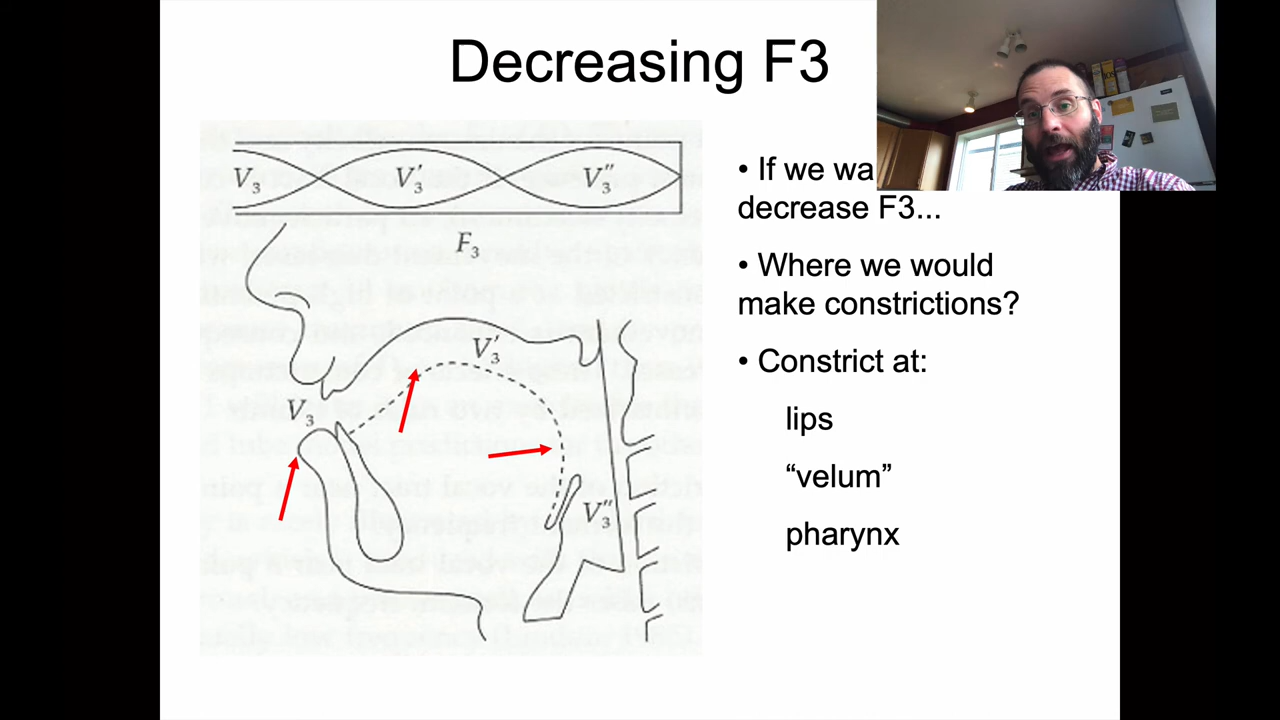 Decreasing F3
V3 V3′ V3″
F3
V3′
V3
V3″
• If we wa
decrease F3...
• Where we would
make constrictions?
• Constrict at:
lips
“velum”
pharynx